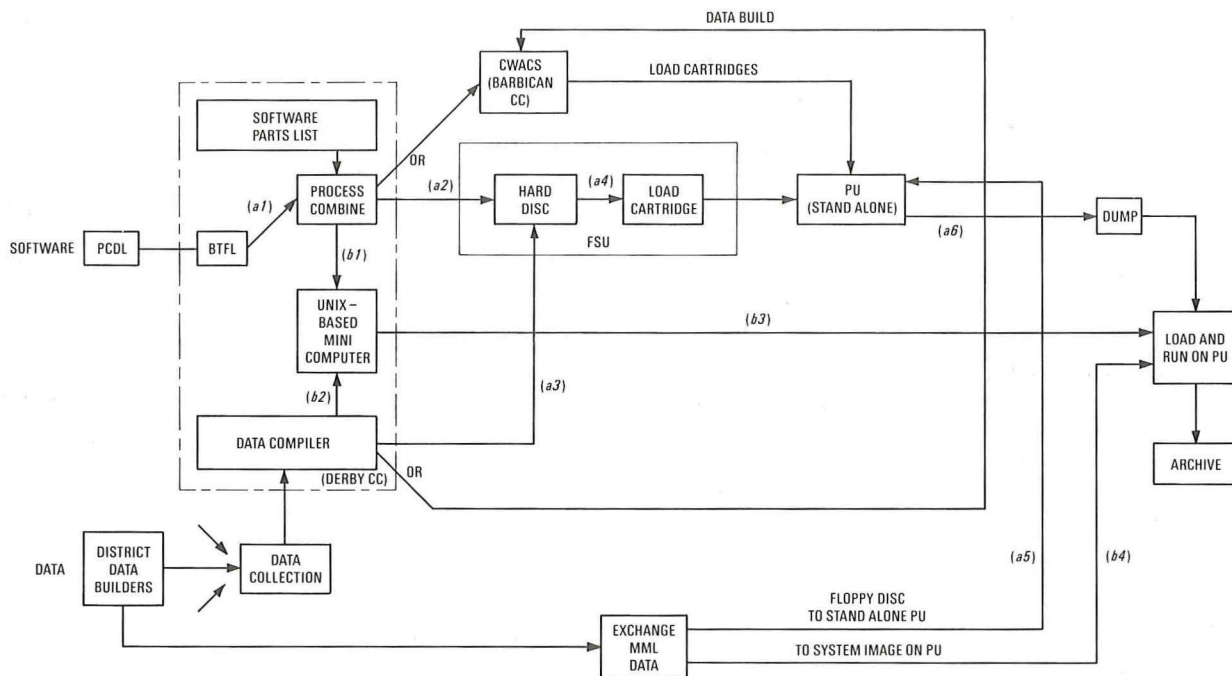 DATA BUILD
CWACS
(BARBICAN
CC)
LOAD CARTRIDGES
SOFTWARE
PARTS LIST
OR
PROCESS
COMBINE
(a1)
(a2)
HARD
DISC
(a4)
LOAD
CARTRIDGE
FSU
PU
(STAND ALONE)
(a6)
DUMP
SOFTWARE
PCDL
BTFL
(b1)
UNIX –
BASED
MINI
COMPUTER
(b3)
LOAD AND
RUN ON PU
(b2)
(a3)
DATA COMPILER
(DERBY CC)
OR
ARCHIVE
DATA
DISTRICT
DATA
BUILDERS
DATA
COLLECTION
(a5)
(b4)
FLOPPY DISC
TO STAND ALONE PU
EXCHANGE
MML
DATA
TO SYSTEM IMAGE ON PU